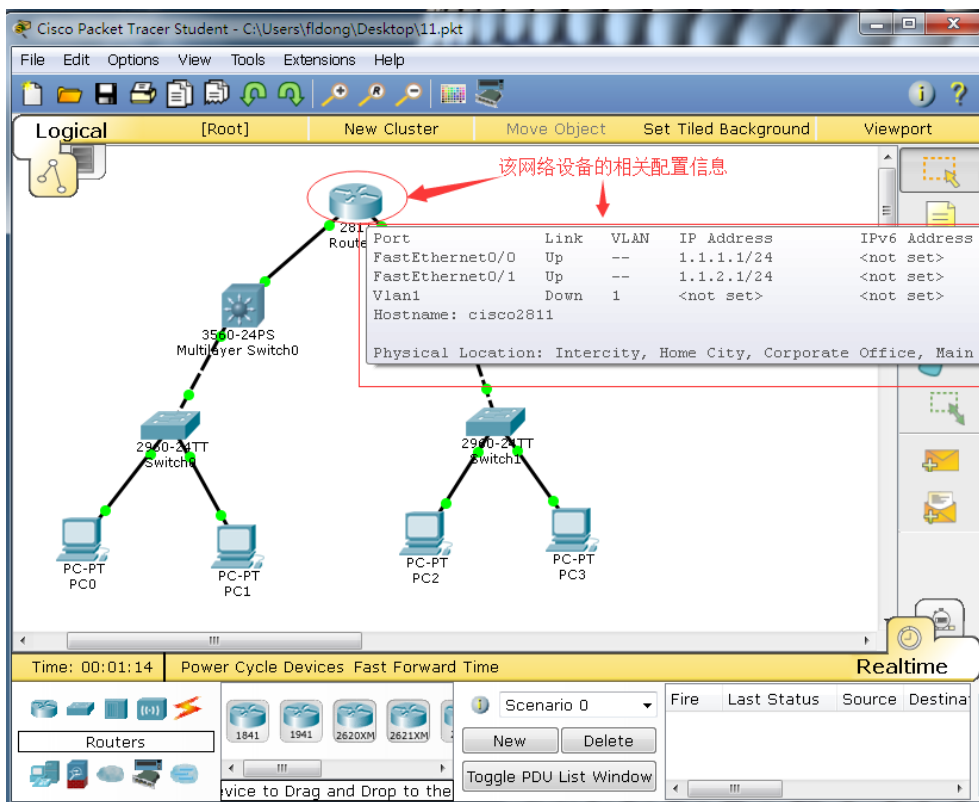 Cisco Packet Tracer Student - C:\Users\fldong\Desktop\11.pkt
File Edit Options View Tools Extensions Help
Logical [Root] New Cluster Move Object Set Tiled Background Viewport
该网络设备的相关配置信息
281
Route
Port Link VLAN IP Address IPv6 Address
FastEthernet0/0 Up -- 1.1.1.1/24 <not set>
FastEthernet0/1 Up -- 1.1.2.1/24 <not set>
Vlan1 Down 1 <not set> <not set>
Hostname: cisco2811
Physical Location: Intercity, Home City, Corporate Office, Main
3560-24PS
Multilayer Switch0
2960-24TT
Switch0
2960-24TT
Switch1
PC-PT
PC0
PC-PT
PC1
PC-PT
PC2
PC-PT
PC3
Time: 00:01:14 Power Cycle Devices Fast Forward Time Realtime
Routers
1841 1941 2620XM 2621XM 2
evice to Drag and Drop to the
Scenario 0
New Delete
Toggle PDU List Window
Fire Last Status Source Destina